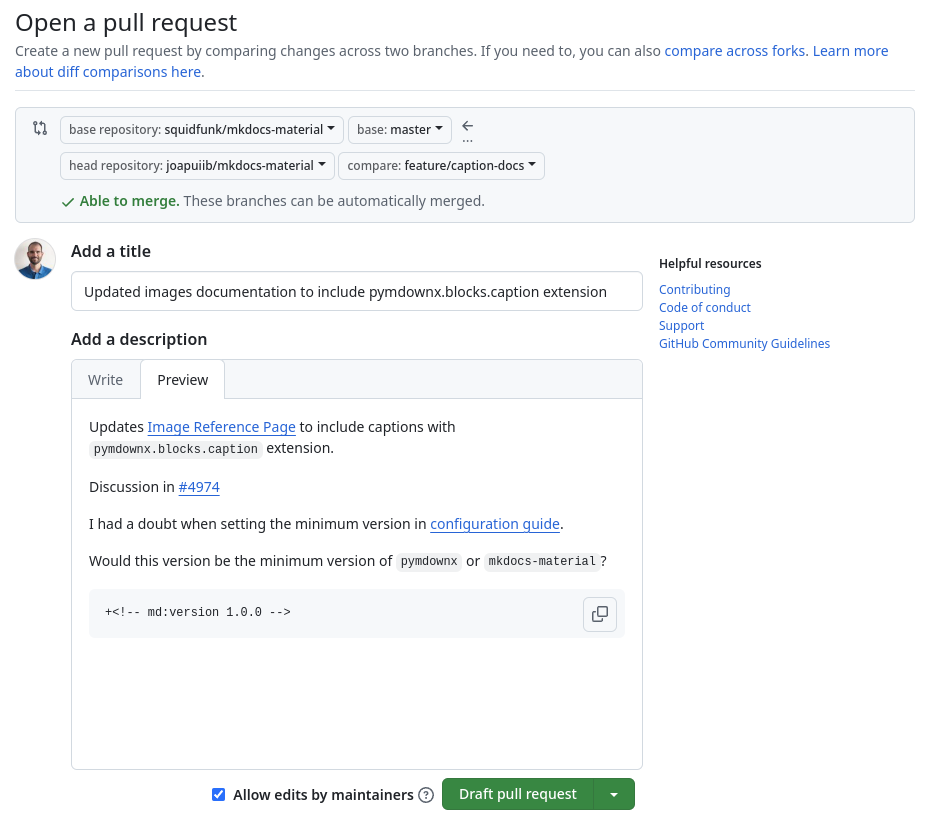 Open a pull request
Create a new pull request by comparing changes across two branches. If you need to, you can also compare across forks. Learn more
about diff comparisons here.
base repository: squidfunk/mkdocs-material
base: master
...
head repository: joapuiib/mkdocs-material
compare: feature/caption-docs
Able to merge. These branches can be automatically merged.
Add a title
Updated images documentation to include pymdownx.blocks.caption extension
Add a description
Write
Preview
Updates Image Reference Page to include captions with
pymdownx.blocks.caption extension.
Discussion in #4974
I had a doubt when setting the minimum version in configuration guide.
Would this version be the minimum version of pymdownx or mkdocs-material?
+<!-- md:version 1.0.0 -->
Allow edits by maintainers
Draft pull request
Helpful resources
Contributing
Code of conduct
Support
GitHub Community Guidelines